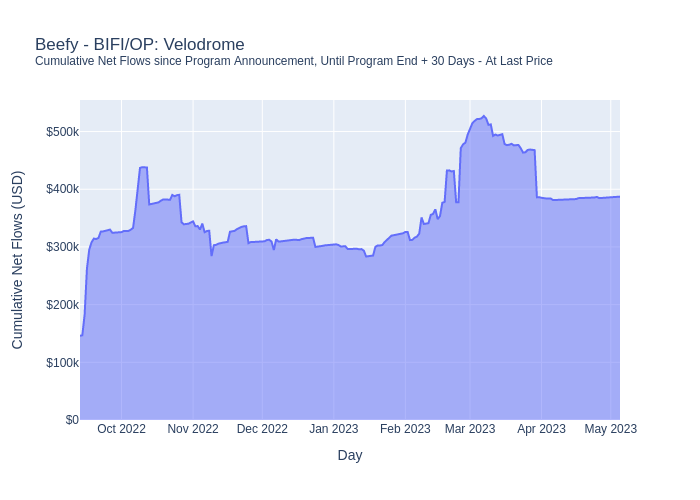 Beefy - BIFI/OP: Velodrome
Cumulative Net Flows since Program Announcement, Until Program End + 30 Days - At Last Price
Cumulative Net Flows (USD)
$500k
$400k
$300k
$200k
$100k
$0
Oct 2022 Nov 2022 Dec 2022 Jan 2023 Feb 2023 Mar 2023 Apr 2023 May 2023
Day